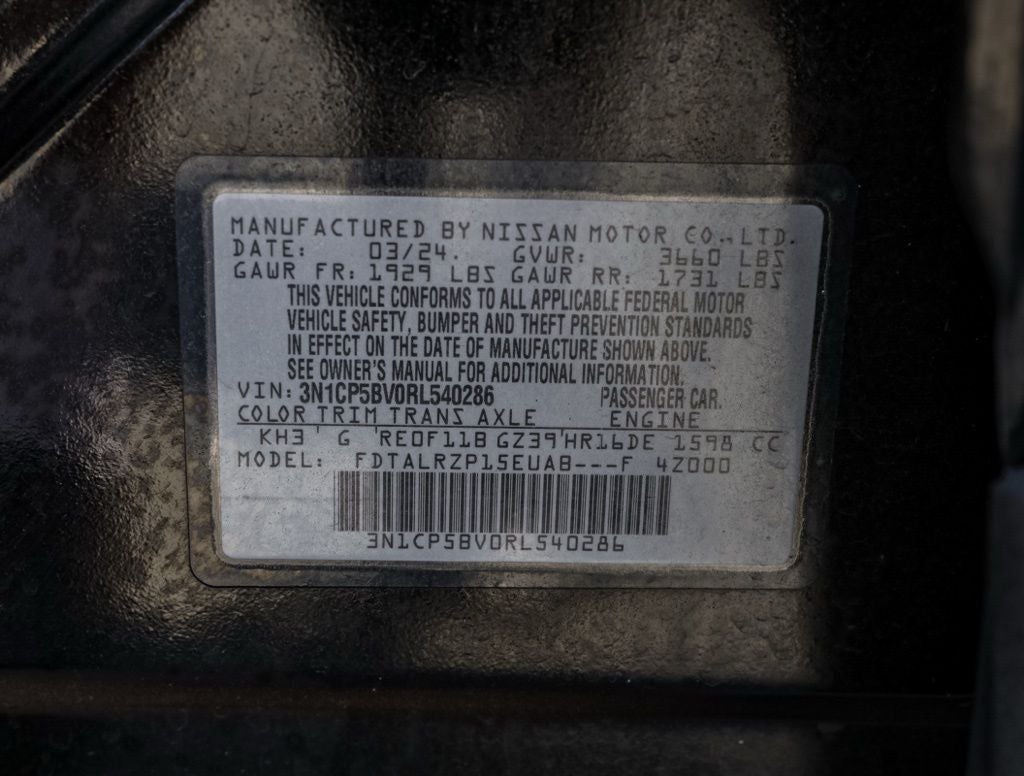 MANUFACTURED BY NISSAN MOTOR CO., LTD.
DATE: 03/24. GVWR: 3660 LBS
GAWR FR: 1929 LBS GAWR RR: 1731 LBS
THIS VEHICLE CONFORMS TO ALL APPLICABLE FEDERAL MOTOR
VEHICLE SAFETY, BUMPER AND THEFT PREVENTION STANDARDS
IN EFFECT ON THE DATE OF MANUFACTURE SHOWN ABOVE.
SEE OWNER'S MANUAL FOR ADDITIONAL INFORMATION.
VIN: 3N1CP5BV0RL540286 PASSENGER CAR.
COLOR TRIM TRANS AXLE ENGINE
KH3 ' G 'RE0F11B GZ39'HR16DE 1598 CC
MODEL: FDTALRZP15EUAB---F 4Z000
3N1CP5BV0RL540286